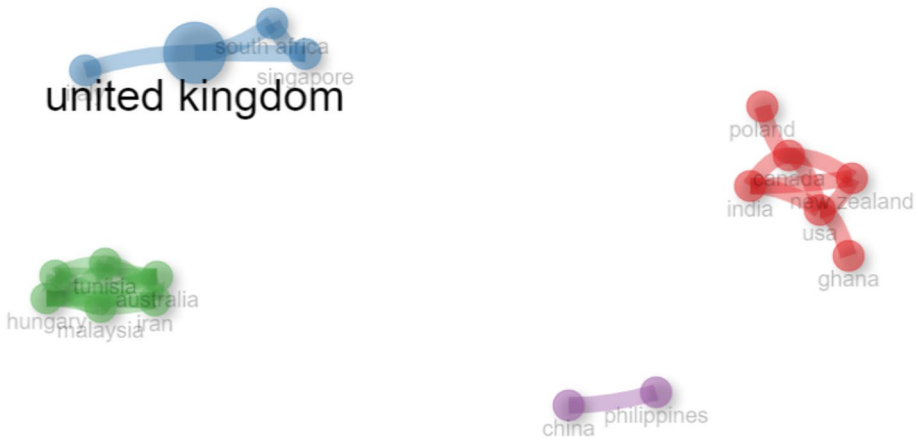 south africa
singapore
united kingdom
poland
canada
india
new zealand
usa
ghana
tunisia
australia
hungary
malaysia
iran
china
philippines